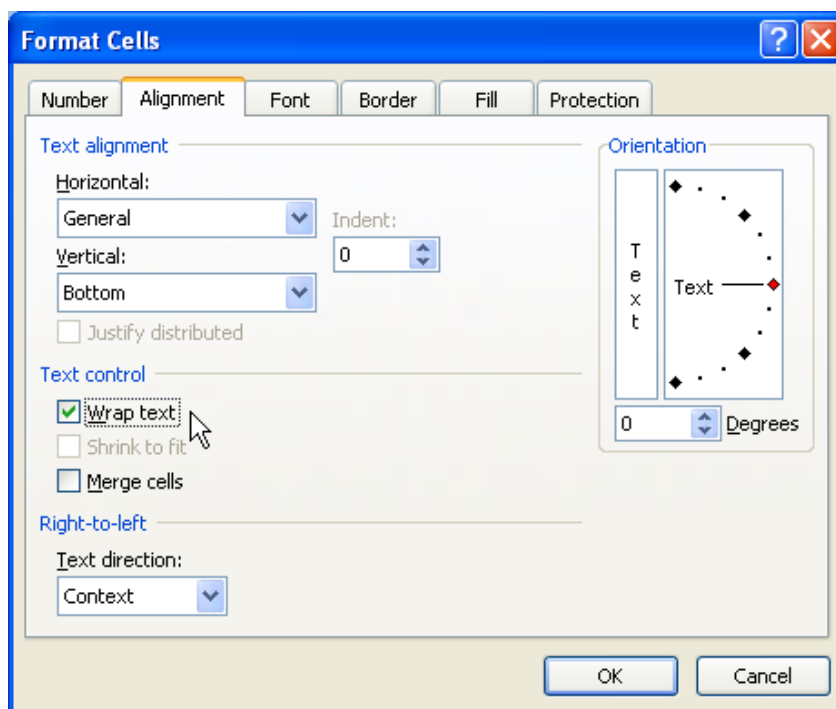 Format Cells
?
Number Alignment Font Border Fill Protection
Text alignment
Horizontal:
General
Indent:
0
Vertical:
Bottom
Justify distributed
Text control
Wrap text
Shrink to fit
Merge cells
Right-to-left
Text direction:
Context
Orientation
Text
Text
0 Degrees
OK Cancel